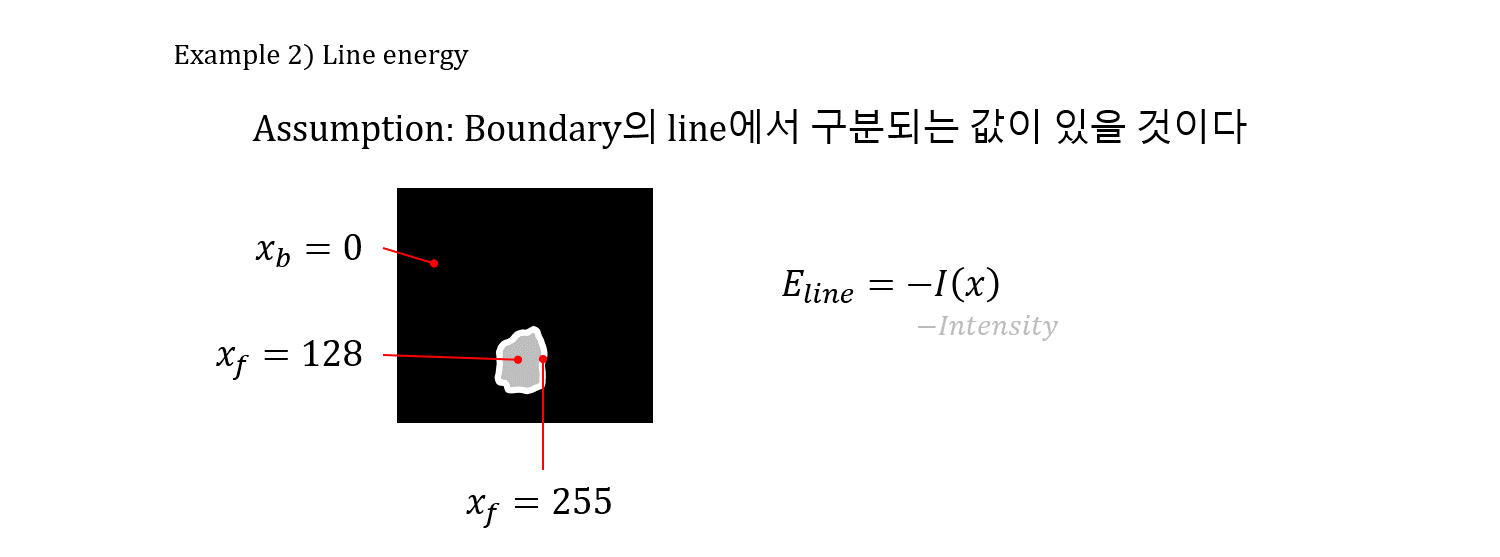 Example 2) Line energy
Assumption: Boundary의 line에서 구분되는 값이 있을 것이다
x_b = 0
E_line = −I(x)
−Intensity
x_f = 128
x_f = 255